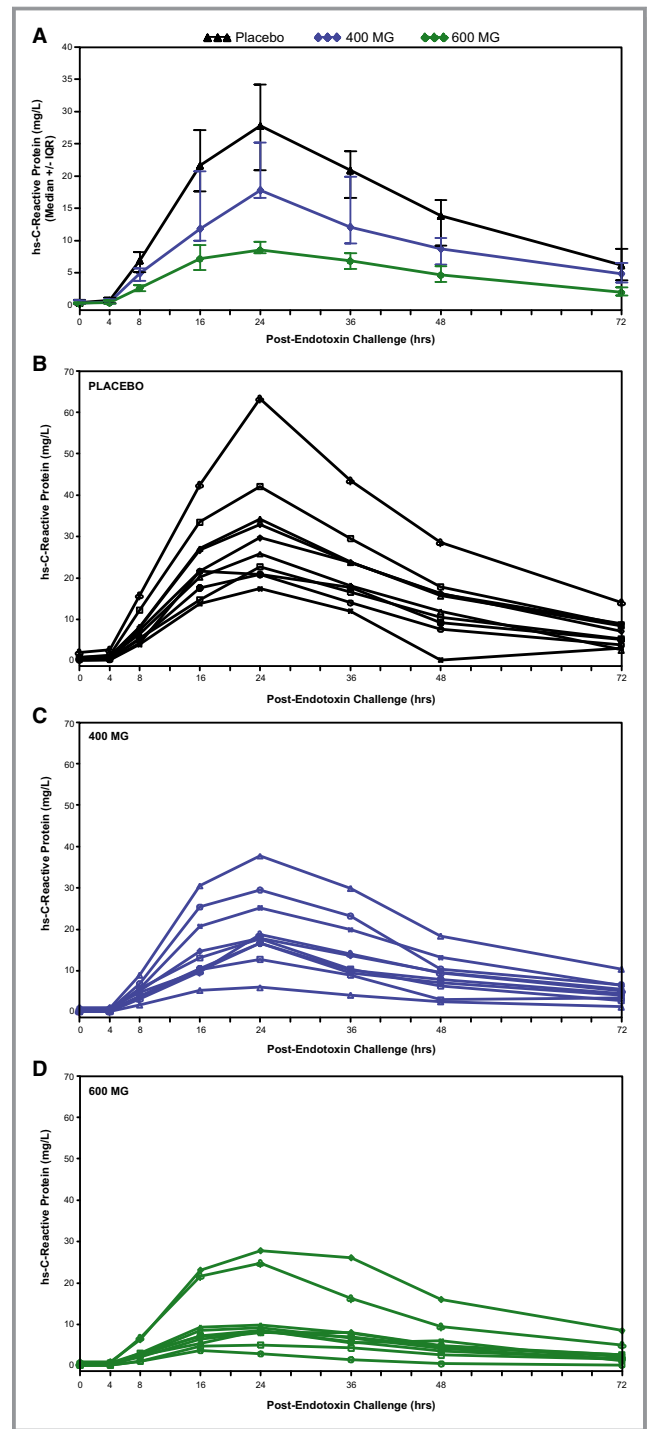 A
Placebo 400 MG 600 MG
hs-C-Reactive Protein (mg/L)
(Median +/- IQR)
40
35
30
25
20
15
10
5
0
0 4 8 16 24 36 48 72
Post-Endotoxin Challenge (hrs)
B
PLACEBO
hs-C-Reactive Protein (mg/L)
70
60
50
40
30
20
10
0
0 4 8 16 24 36 48 72
Post-Endotoxin Challenge (hrs)
C
400 MG
hs-C-Reactive Protein (mg/L)
70
60
50
40
30
20
10
0
0 4 8 16 24 36 48 72
Post-Endotoxin Challenge (hrs)
D
600 MG
hs-C-Reactive Protein (mg/L)
70
60
50
40
30
20
10
0
0 4 8 16 24 36 48 72
Post-Endotoxin Challenge (hrs)